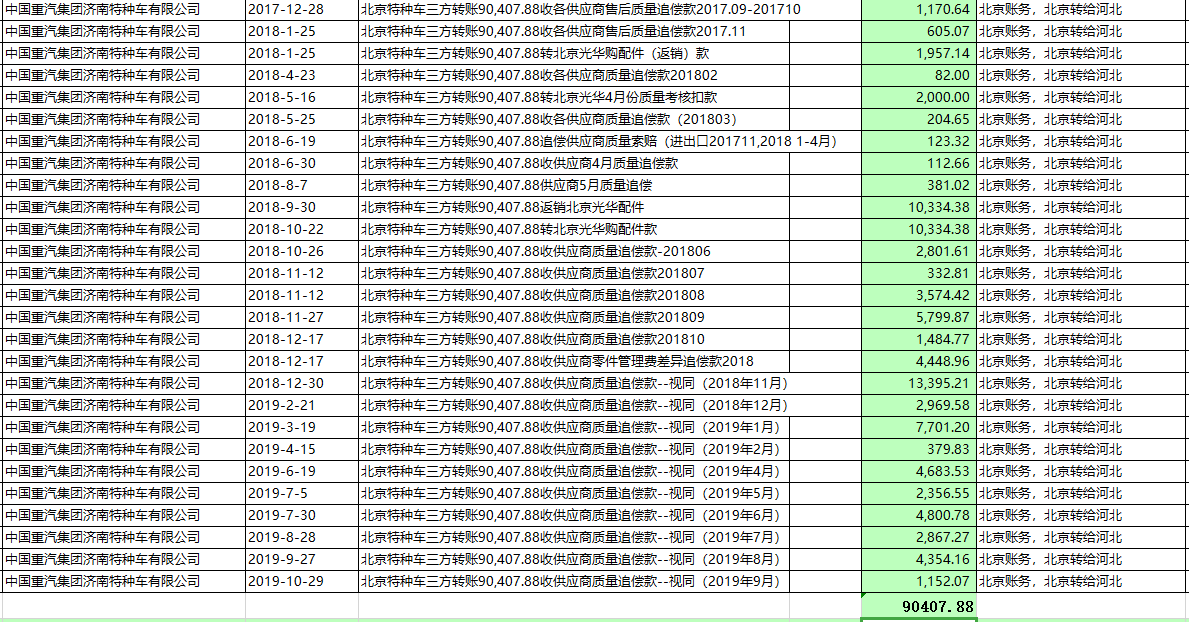 中国重汽集团济南特种车有限公司 2017-12-28 北京特种车三方转账90,407.88收各供应商售后质量追偿款2017.09-201710 1,170.64 北京账务，北京转给河北
中国重汽集团济南特种车有限公司 2018-1-25 北京特种车三方转账90,407.88收各供应商售后质量追偿款2017.11 605.07 北京账务，北京转给河北
中国重汽集团济南特种车有限公司 2018-1-25 北京特种车三方转账90,407.88转北京光华购配件（返销）款 1,957.14 北京账务，北京转给河北
中国重汽集团济南特种车有限公司 2018-4-23 北京特种车三方转账90,407.88收各供应商质量追偿款201802 82.00 北京账务，北京转给河北
中国重汽集团济南特种车有限公司 2018-5-16 北京特种车三方转账90,407.88转北京光华4月份质量考核扣款 2,000.00 北京账务，北京转给河北
中国重汽集团济南特种车有限公司 2018-5-25 北京特种车三方转账90,407.88收各供应商质量追偿款（201803） 204.65 北京账务，北京转给河北
中国重汽集团济南特种车有限公司 2018-6-19 北京特种车三方转账90,407.88追偿供应商质量索赔（进出口201711,2018 1-4月） 123.32 北京账务，北京转给河北
中国重汽集团济南特种车有限公司 2018-6-30 北京特种车三方转账90,407.88收供应商4月质量追偿款 112.66 北京账务，北京转给河北
中国重汽集团济南特种车有限公司 2018-8-7 北京特种车三方转账90,407.88供应商5月质量追偿 381.02 北京账务，北京转给河北
中国重汽集团济南特种车有限公司 2018-9-30 北京特种车三方转账90,407.88返销北京光华配件 10,334.38 北京账务，北京转给河北
中国重汽集团济南特种车有限公司 2018-10-22 北京特种车三方转账90,407.88转北京光华购配件款 10,334.38 北京账务，北京转给河北
中国重汽集团济南特种车有限公司 2018-10-26 北京特种车三方转账90,407.88收供应商质量追偿款-201806 2,801.61 北京账务，北京转给河北
中国重汽集团济南特种车有限公司 2018-11-12 北京特种车三方转账90,407.88收供应商质量追偿款201807 332.81 北京账务，北京转给河北
中国重汽集团济南特种车有限公司 2018-11-12 北京特种车三方转账90,407.88收供应商质量追偿款201808 3,574.42 北京账务，北京转给河北
中国重汽集团济南特种车有限公司 2018-11-27 北京特种车三方转账90,407.88收供应商质量追偿款201809 5,799.87 北京账务，北京转给河北
中国重汽集团济南特种车有限公司 2018-12-17 北京特种车三方转账90,407.88收供应商质量追偿款201810 1,484.77 北京账务，北京转给河北
中国重汽集团济南特种车有限公司 2018-12-17 北京特种车三方转账90,407.88收供应商零件管理费差异追偿款2018 4,448.96 北京账务，北京转给河北
中国重汽集团济南特种车有限公司 2018-12-30 北京特种车三方转账90,407.88收供应商质量追偿款--视同（2018年11月） 13,395.21 北京账务，北京转给河北
中国重汽集团济南特种车有限公司 2019-2-21 北京特种车三方转账90,407.88收供应商质量追偿款--视同（2018年12月） 2,969.58 北京账务，北京转给河北
中国重汽集团济南特种车有限公司 2019-3-19 北京特种车三方转账90,407.88收供应商质量追偿款--视同（2019年1月） 7,701.20 北京账务，北京转给河北
中国重汽集团济南特种车有限公司 2019-4-15 北京特种车三方转账90,407.88收供应商质量追偿款--视同（2019年2月） 379.83 北京账务，北京转给河北
中国重汽集团济南特种车有限公司 2019-6-19 北京特种车三方转账90,407.88收供应商质量追偿款--视同（2019年4月） 4,683.53 北京账务，北京转给河北
中国重汽集团济南特种车有限公司 2019-7-5 北京特种车三方转账90,407.88收供应商质量追偿款--视同（2019年5月） 2,356.55 北京账务，北京转给河北
中国重汽集团济南特种车有限公司 2019-7-30 北京特种车三方转账90,407.88收供应商质量追偿款--视同（2019年6月） 4,800.78 北京账务，北京转给河北
中国重汽集团济南特种车有限公司 2019-8-28 北京特种车三方转账90,407.88收供应商质量追偿款--视同（2019年7月） 2,867.27 北京账务，北京转给河北
中国重汽集团济南特种车有限公司 2019-9-27 北京特种车三方转账90,407.88收供应商质量追偿款--视同（2019年8月） 4,354.16 北京账务，北京转给河北
中国重汽集团济南特种车有限公司 2019-10-29 北京特种车三方转账90,407.88收供应商质量追偿款--视同（2019年9月） 1,152.07 北京账务，北京转给河北
90407.88